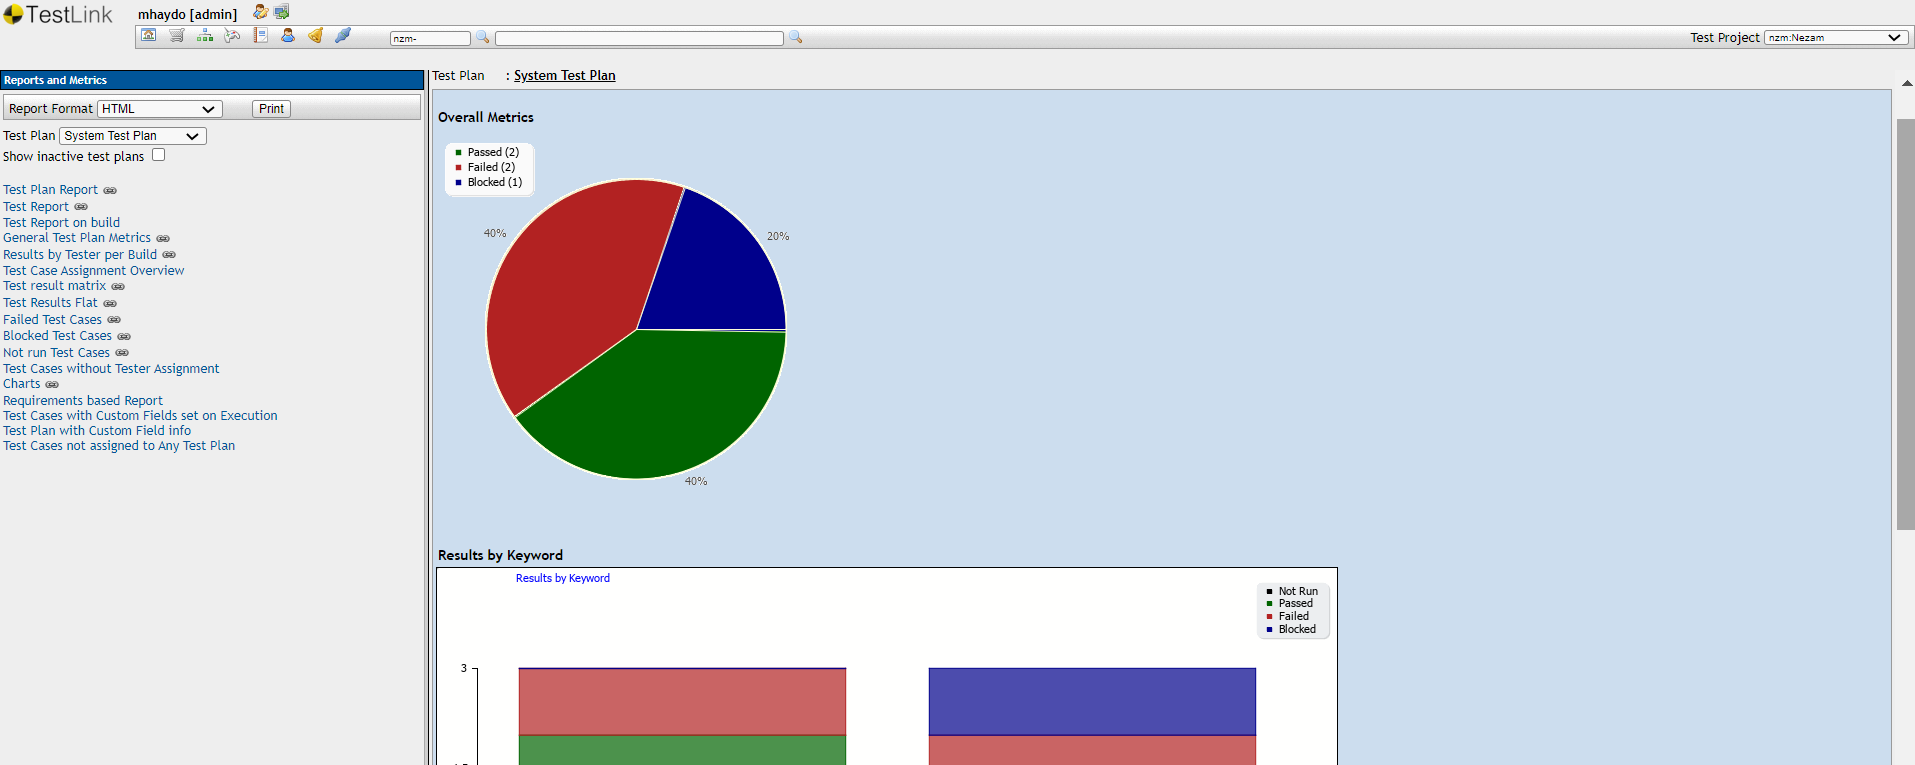 TestLink
mhaydo [admin]
nzm-
Test Project nzm:Nezam
Reports and Metrics
Report Format HTML Print
Test Plan System Test Plan
Show inactive test plans
Test Plan Report
Test Report
Test Report on build
General Test Plan Metrics
Results by Tester per Build
Test Case Assignment Overview
Test result matrix
Test Results Flat
Failed Test Cases
Blocked Test Cases
Not run Test Cases
Test Cases without Tester Assignment
Charts
Requirements based Report
Test Cases with Custom Fields set on Execution
Test Plan with Custom Field info
Test Cases not assigned to Any Test Plan
Test Plan : System Test Plan
Overall Metrics
Passed (2)
Failed (2)
Blocked (1)
40%
20%
40%
Results by Keyword
Results by Keyword
Not Run
Passed
Failed
Blocked
3